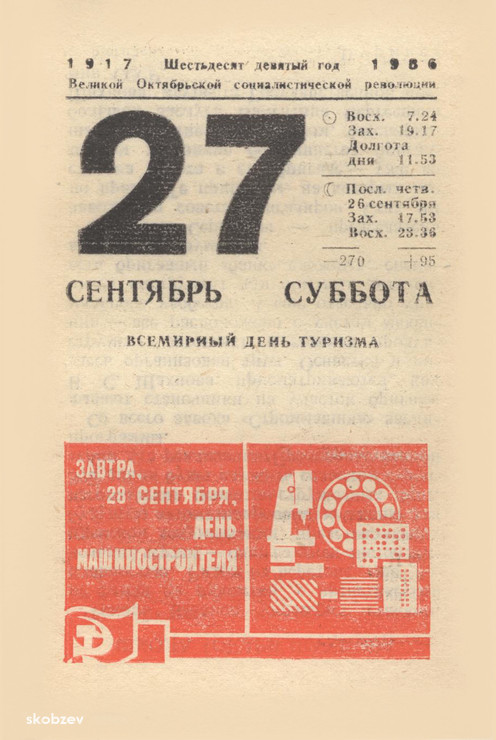 1917 Шестьдесят девятый год 1986
Великой Октябрьской социалистической революции
27
Восх. 7.24
Зах. 19.17
Долгота
дня 11.53
Посл. четв.
26 сентября
Зах. 17.53
Восх. 23.36
—270 +95
СЕНТЯБРЬ СУББОТА
ВСЕМИРНЫЙ ДЕНЬ ТУРИЗМА
ЗАВТРА,
28 СЕНТЯБРЯ,
ДЕНЬ
МАШИНОСТРОИТЕЛЯ
skobzev